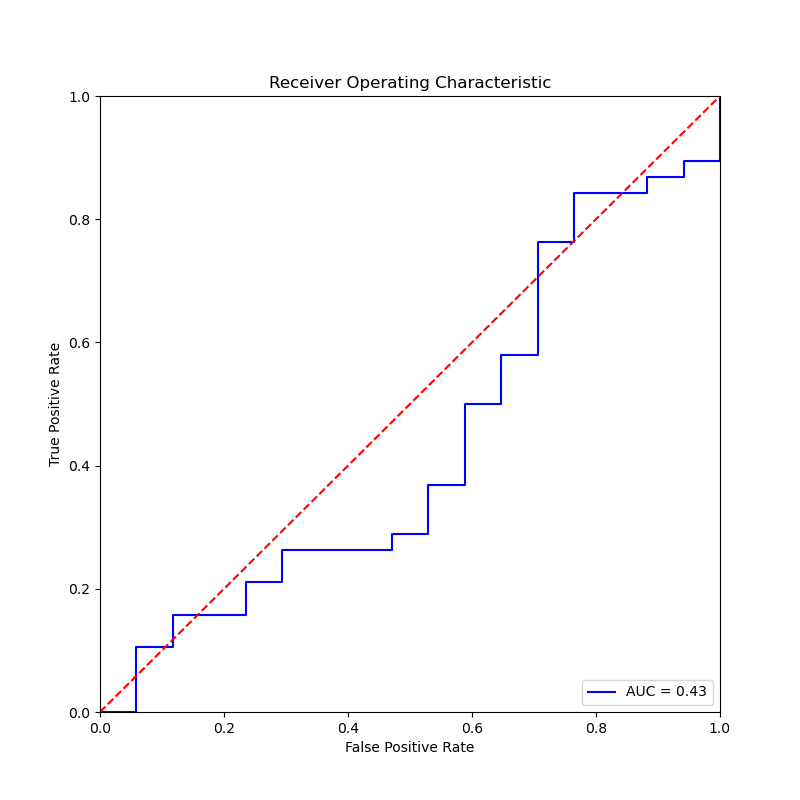 Receiver Operating Characteristic
1.0
0.8
0.6
0.4
0.2
0.0
True Positive Rate
AUC = 0.43
0.0 0.2 0.4 0.6 0.8 1.0
False Positive Rate